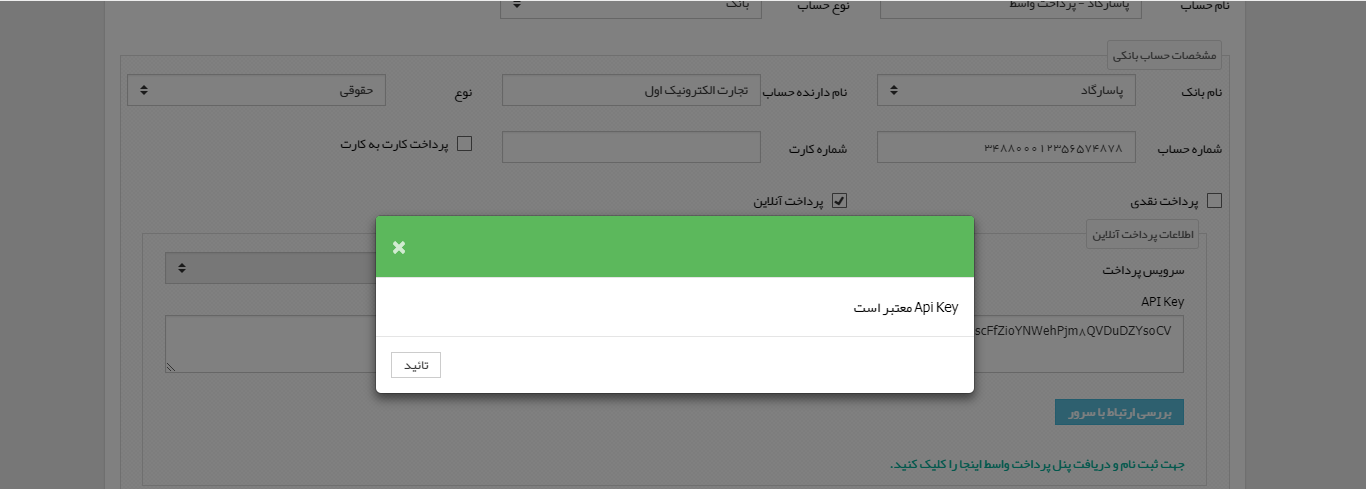 نام حساب پاسارگاد - پرداخت واسط نوع حساب بانک
مشخصات حساب بانکی
نام بانک پاسارگاد نام دارنده حساب تجارت الکترونیک اول نوع حقوقی
شماره حساب ۳۴۸۸۰۰۰۱۲۳۵۶۵۷۴۸۷۸ شماره کارت پرداخت کارت به کارت
پرداخت نقدی پرداخت آنلاین
اطلاعات پرداخت آنلاین
سرویس پرداخت
API Key
scFfZioYNWehPjm۸QVDuDZYsoCV
×
Api Key معتبر است
تائید
بررسی ارتباط با سرور
جهت ثبت نام و دریافت پنل پرداخت واسط اینجا را کلیک کنید.